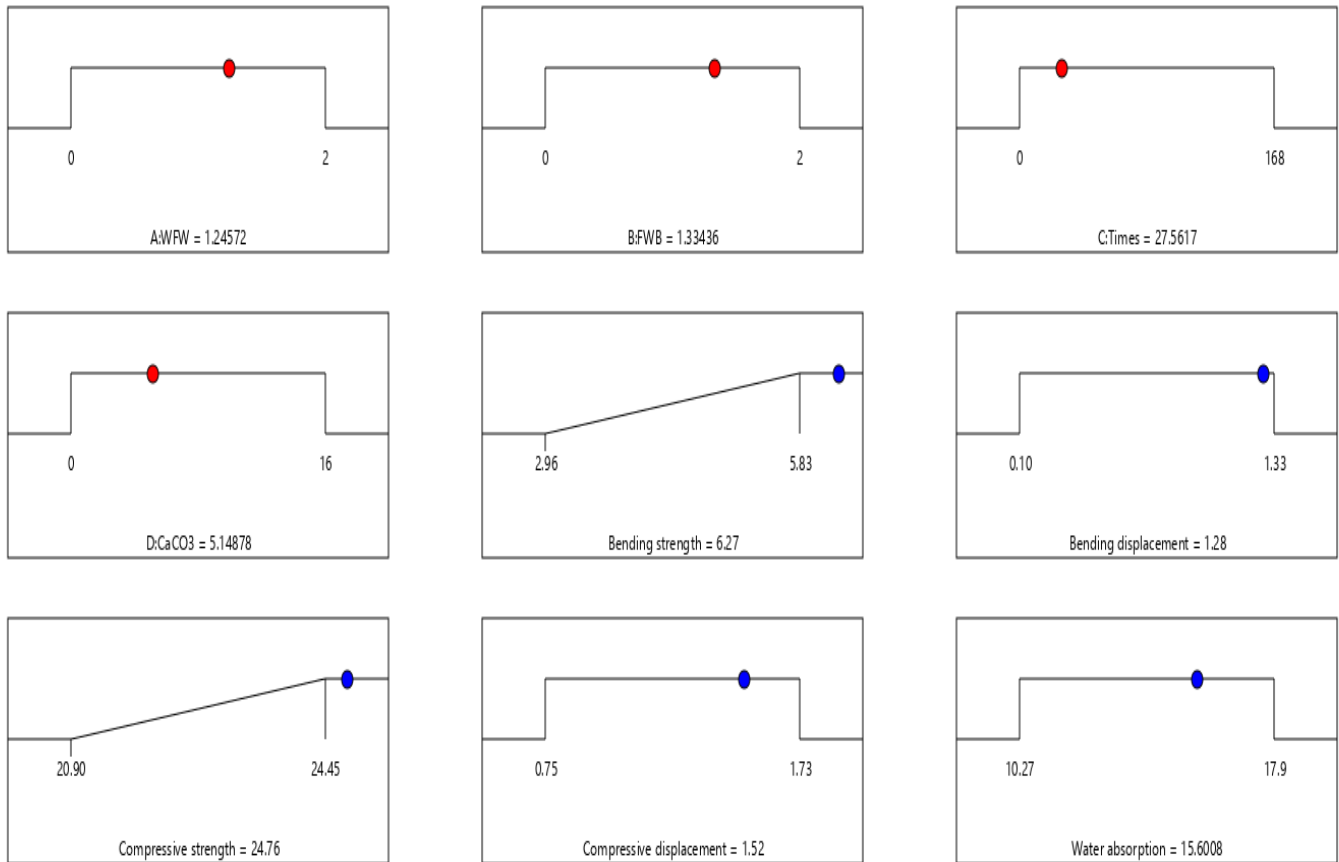 0 2
A:WFW = 1.24572
0 2
B:FWB = 1.33436
0 168
C:Times = 27.5617
0 16
D:CaCO3 = 5.14878
2.96 5.83
Bending strength = 6.27
0.10 1.33
Bending displacement = 1.28
20.90 24.45
Compressive strength = 24.76
0.75 1.73
Compressive displacement = 1.52
10.27 17.9
Water absorption = 15.6008